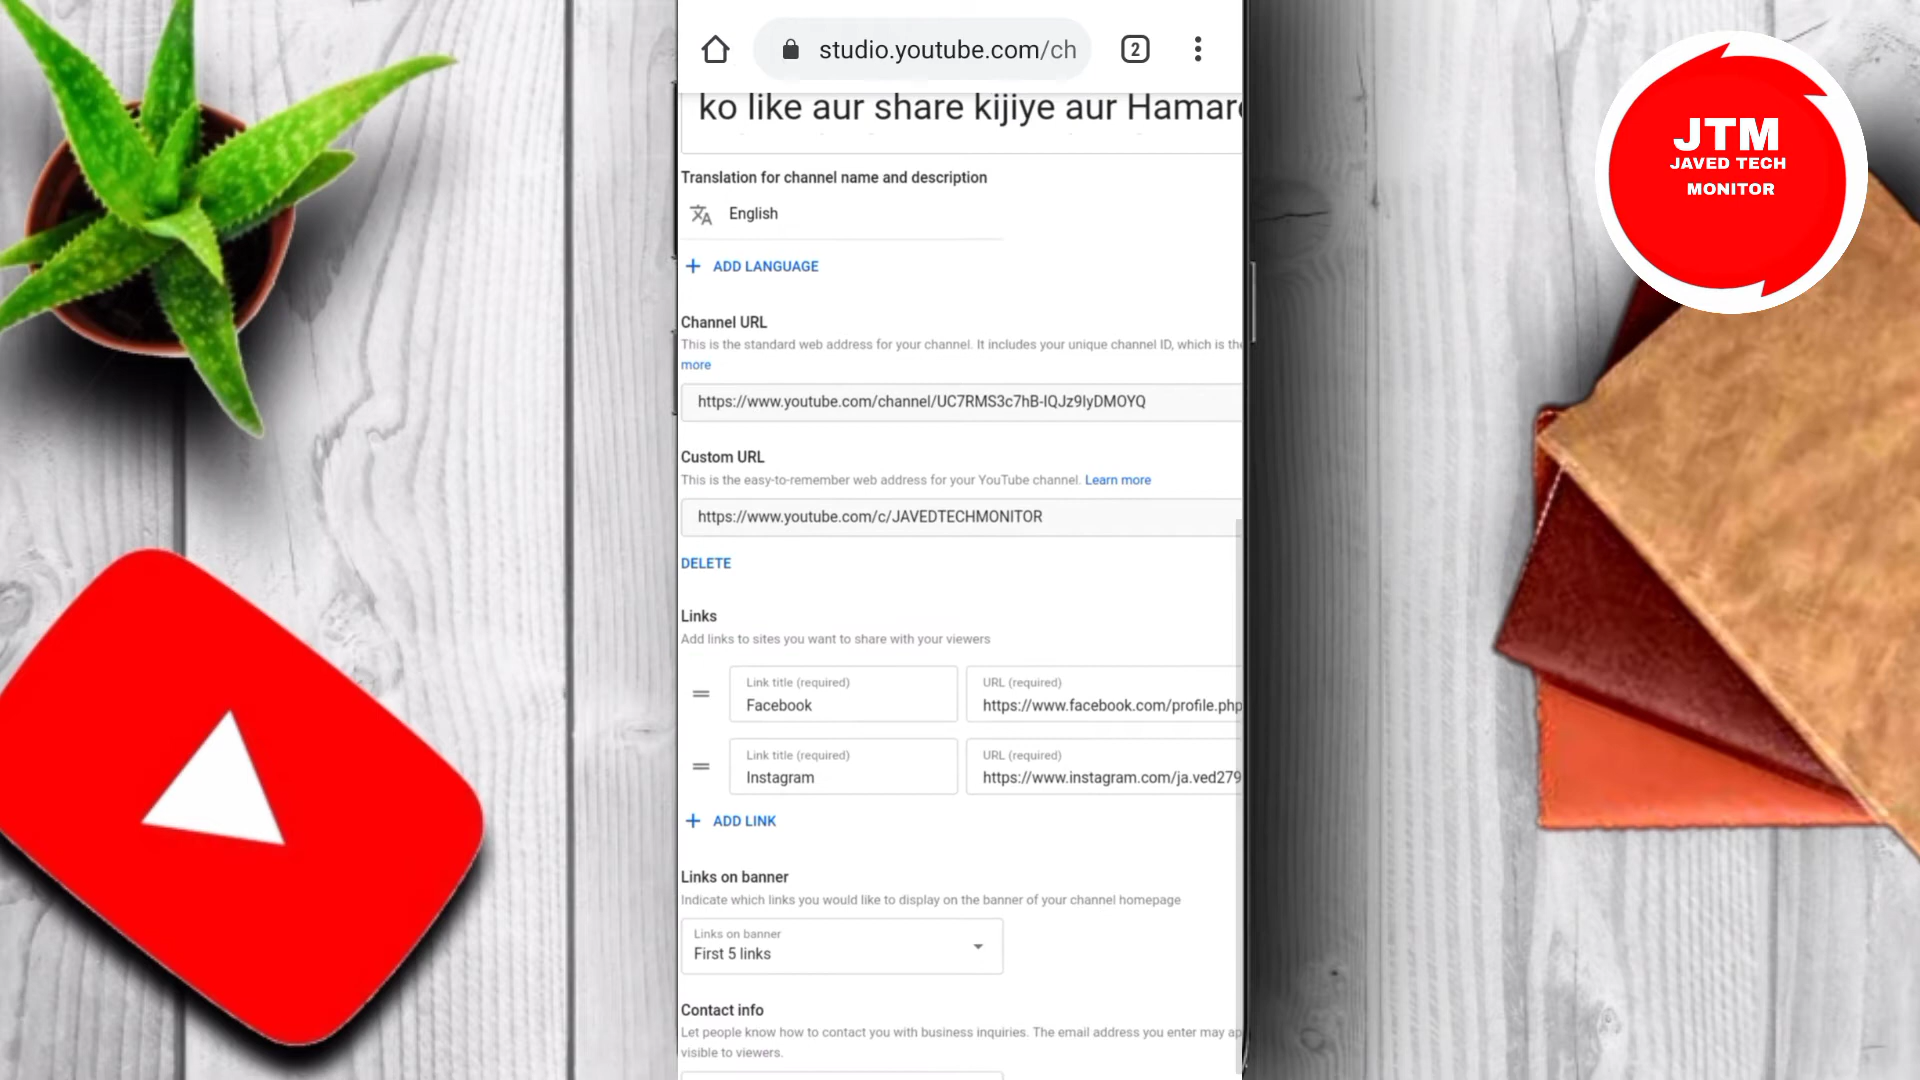 studio.youtube.com/ch
2
ko like aur share kijiye aur Hamare
Translation for channel name and description
English
+ ADD LANGUAGE
Channel URL
This is the standard web address for your channel. It includes your unique channel ID, which is the
more
https://www.youtube.com/channel/UC7RMS3c7hB-IQJz9lyDMOYQ
Custom URL
This is the easy-to-remember web address for your YouTube channel. Learn more
https://www.youtube.com/c/JAVEDTECHMONITOR
DELETE
Links
Add links to sites you want to share with your viewers
Link title (required)
Facebook
URL (required)
https://www.facebook.com/profile.php
Link title (required)
Instagram
URL (required)
https://www.instagram.com/ja.ved279
+ ADD LINK
Links on banner
Indicate which links you would like to display on the banner of your channel homepage
Links on banner
First 5 links
Contact info
Let people know how to contact you with business inquiries. The email address you enter may ap
visible to viewers.
JTM
JAVED TECH
MONITOR